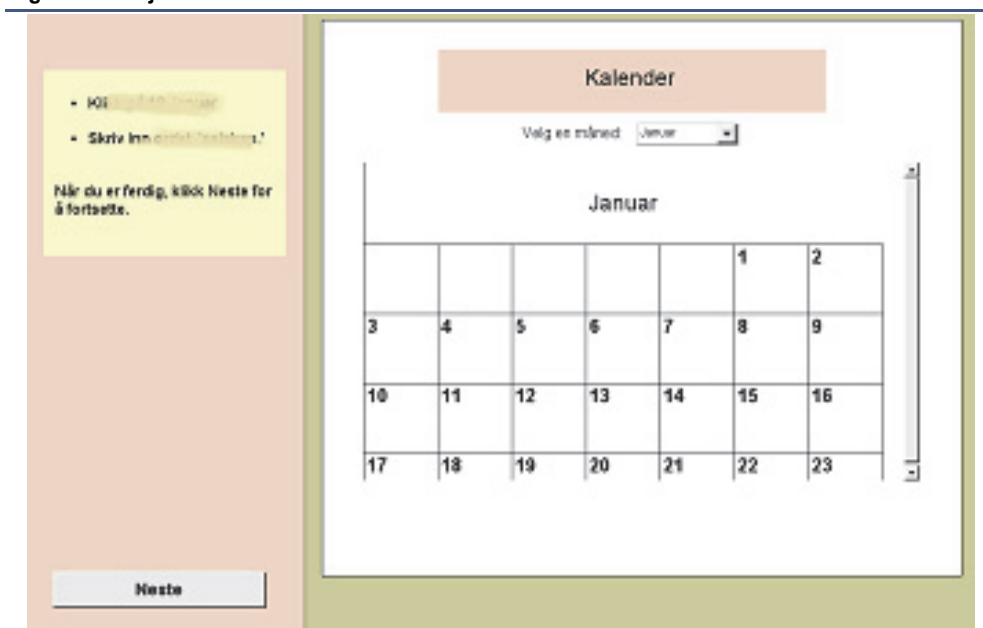 Kalender
Velg en måned: Januar
• Skriv inn
Når du er ferdig, klikk Neste for
å fortsette.
Januar
1 2
3 4 5 6 7 8 9
10 11 12 13 14 15 16
17 18 19 20 21 22 23
Neste